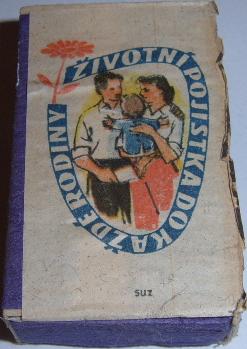 ŽIVOTNÍ POJISTKA DO KAŽDÉ RODINY
suz